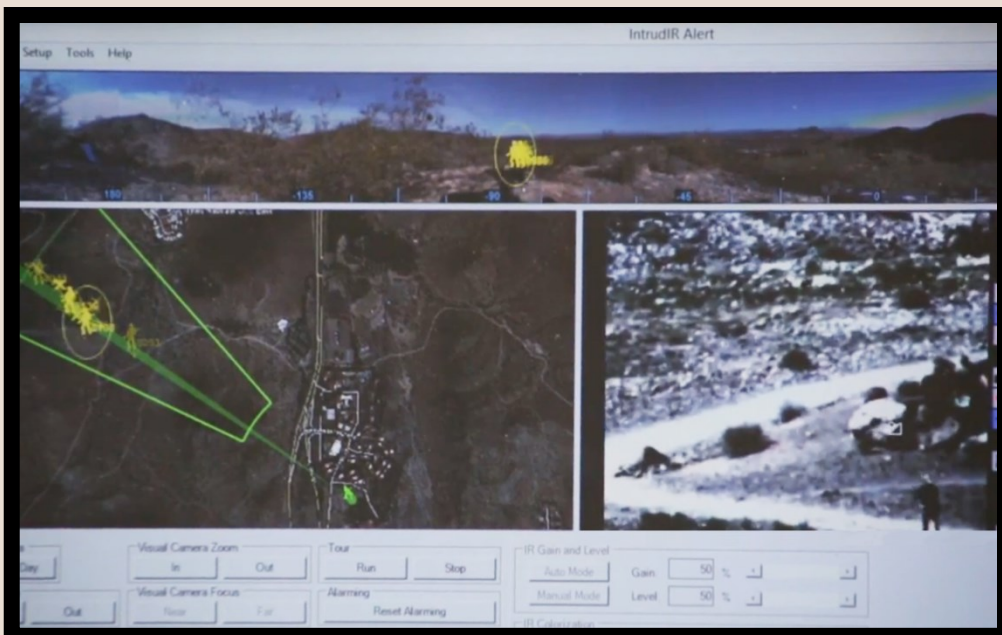 IntrudIR Alert
Setup Tools Help
180 -135 -90 -45 0
Visual Camera Zoom
Tour
IR Gain and Level
Day
In
Out
Run
Stop
Auto Mode
Gain
50 %
Visual Camera Focus
Alarming
Manual Mode
Level
50 %
Out
Near
Far
Reset Alarming
IR Colorization